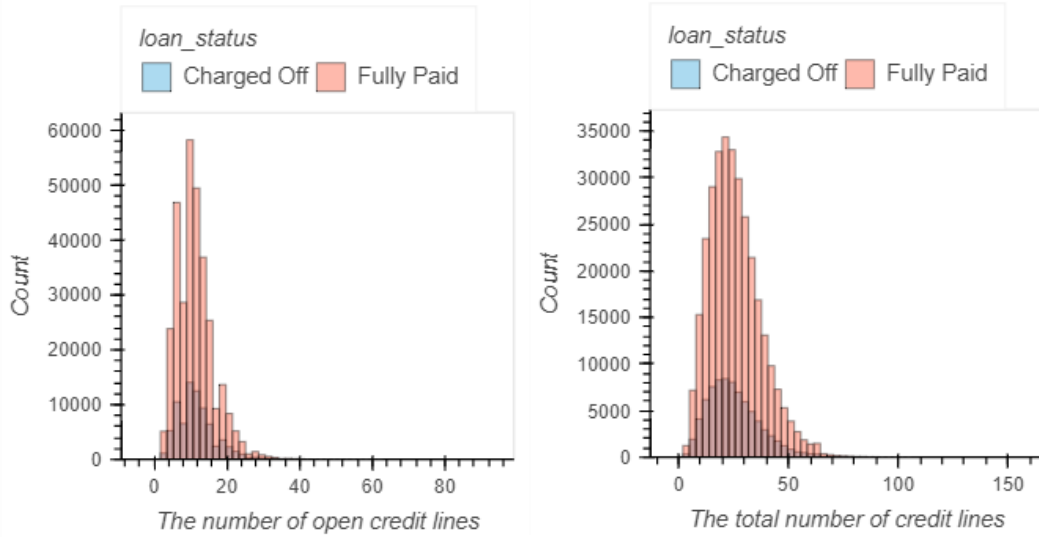 loan_status
Charged Off Fully Paid
60000
50000
40000
30000
20000
10000
0
Count
0 20 40 60 80
The number of open credit lines
loan_status
Charged Off Fully Paid
35000
30000
25000
20000
15000
10000
5000
0
Count
0 50 100 150
The total number of credit lines